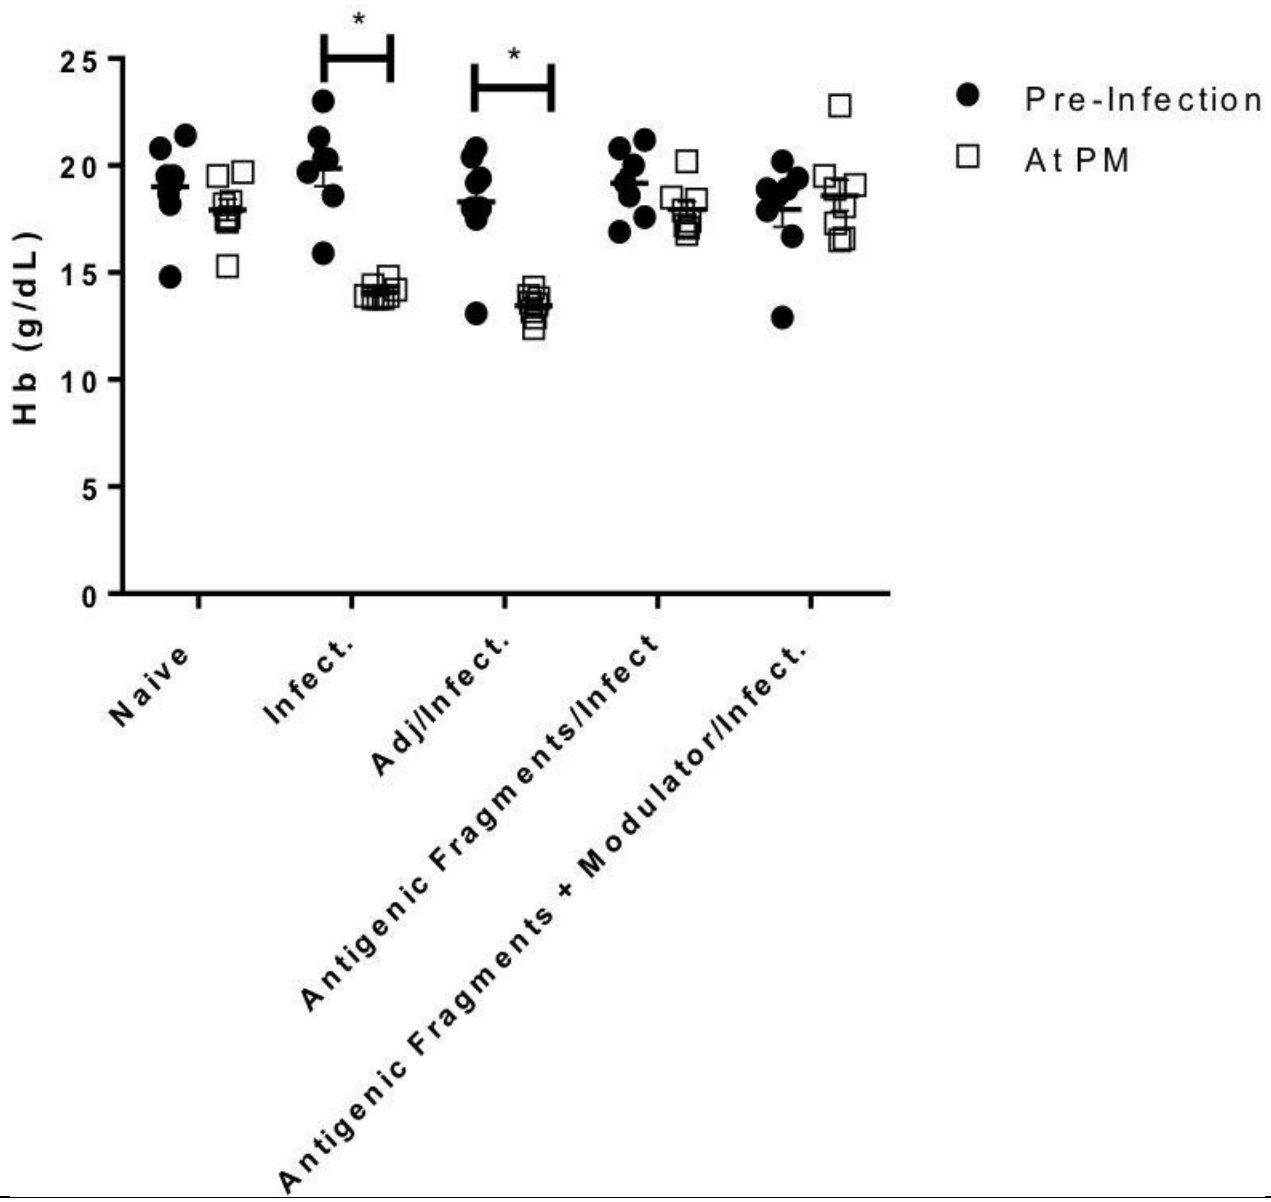 *
*
25
20
15
10
5
0
Hb (g/dL)
Pre-Infection
At PM
Naive
Infect.
Adj/Infect.
Antigenic Fragments/Infect
Antigenic Fragments + Modulator/Infect.